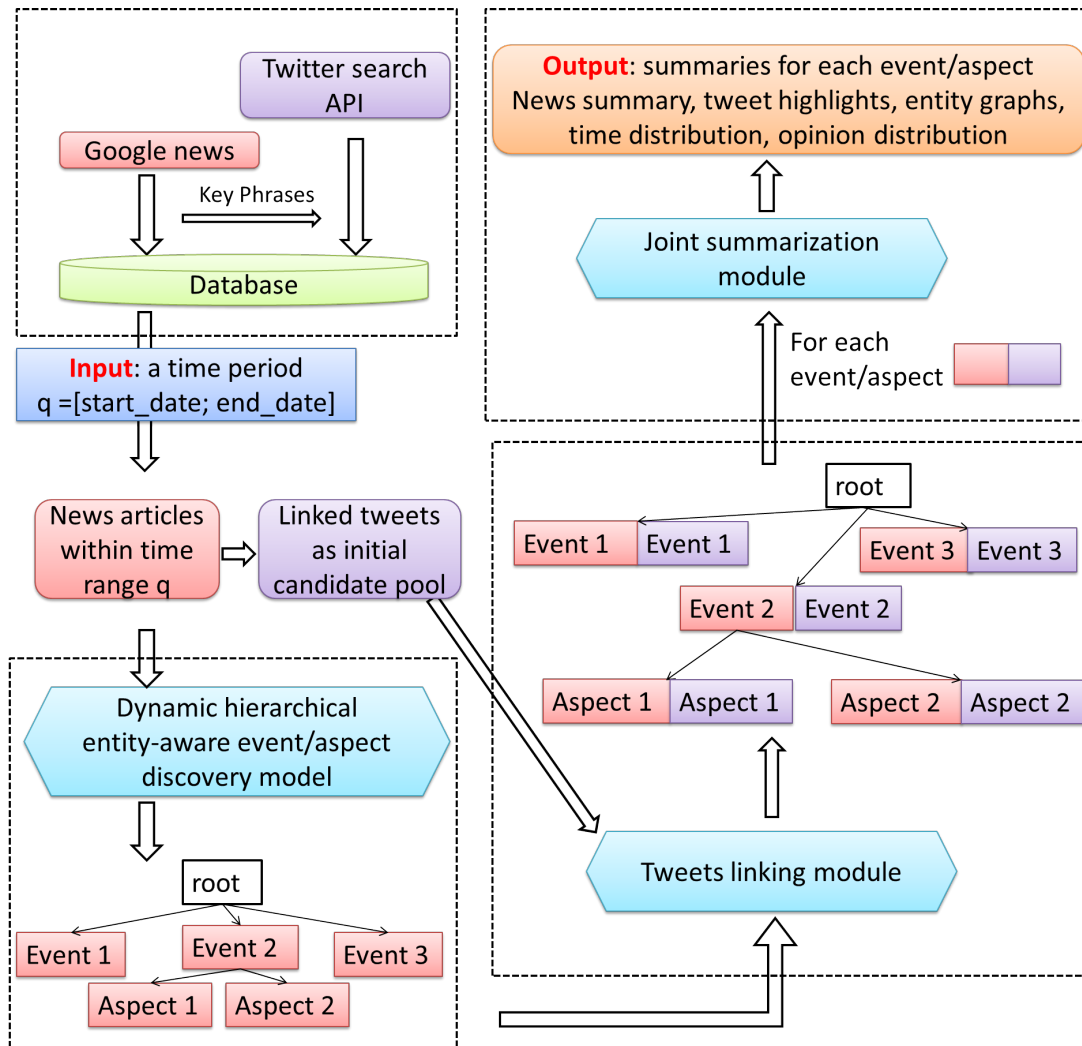 Twitter search
API
Google news
Key Phrases
Database
Input: a time period
q =[start_date; end_date]
News articles
within time
range q
Linked tweets
as initial
candidate pool
Dynamic hierarchical
entity-aware event/aspect
discovery model
root
Event 1
Event 2
Event 3
Aspect 1
Aspect 2
Output: summaries for each event/aspect
News summary, tweet highlights, entity graphs,
time distribution, opinion distribution
Joint summarization
module
For each
event/aspect
root
Event 1 Event 1
Event 3 Event 3
Event 2 Event 2
Aspect 1 Aspect 1
Aspect 2 Aspect 2
Tweets linking module